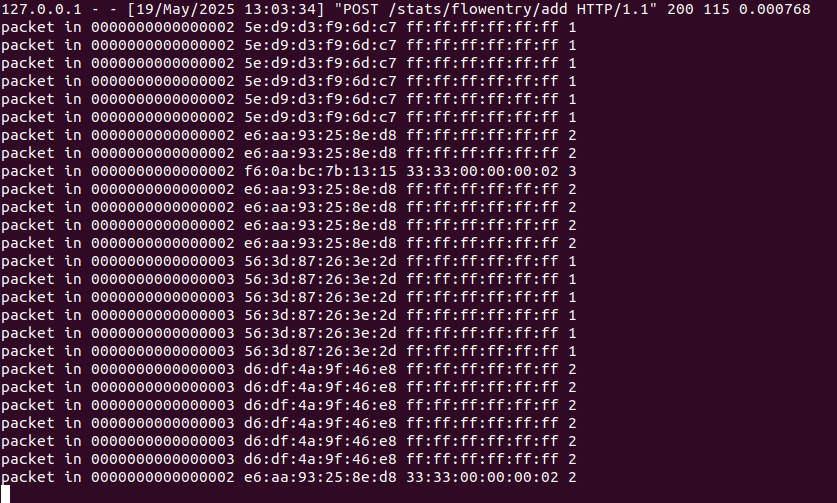 127.0.0.1 - - [19/May/2025 13:03:34] "POST /stats/flowentry/add HTTP/1.1" 200 115 0.000768
packet in 0000000000000002 5e:d9:d3:f9:6d:c7 ff:ff:ff:ff:ff:ff 1
packet in 0000000000000002 5e:d9:d3:f9:6d:c7 ff:ff:ff:ff:ff:ff 1
packet in 0000000000000002 5e:d9:d3:f9:6d:c7 ff:ff:ff:ff:ff:ff 1
packet in 0000000000000002 5e:d9:d3:f9:6d:c7 ff:ff:ff:ff:ff:ff 1
packet in 0000000000000002 5e:d9:d3:f9:6d:c7 ff:ff:ff:ff:ff:ff 1
packet in 0000000000000002 5e:d9:d3:f9:6d:c7 ff:ff:ff:ff:ff:ff 1
packet in 0000000000000002 e6:aa:93:25:8e:d8 ff:ff:ff:ff:ff:ff 2
packet in 0000000000000002 e6:aa:93:25:8e:d8 ff:ff:ff:ff:ff:ff 2
packet in 0000000000000002 f6:0a:bc:7b:13:15 33:33:00:00:00:02 3
packet in 0000000000000002 e6:aa:93:25:8e:d8 ff:ff:ff:ff:ff:ff 2
packet in 0000000000000002 e6:aa:93:25:8e:d8 ff:ff:ff:ff:ff:ff 2
packet in 0000000000000002 e6:aa:93:25:8e:d8 ff:ff:ff:ff:ff:ff 2
packet in 0000000000000002 e6:aa:93:25:8e:d8 ff:ff:ff:ff:ff:ff 2
packet in 0000000000000003 56:3d:87:26:3e:2d ff:ff:ff:ff:ff:ff 1
packet in 0000000000000003 56:3d:87:26:3e:2d ff:ff:ff:ff:ff:ff 1
packet in 0000000000000003 56:3d:87:26:3e:2d ff:ff:ff:ff:ff:ff 1
packet in 0000000000000003 56:3d:87:26:3e:2d ff:ff:ff:ff:ff:ff 1
packet in 0000000000000003 56:3d:87:26:3e:2d ff:ff:ff:ff:ff:ff 1
packet in 0000000000000003 56:3d:87:26:3e:2d ff:ff:ff:ff:ff:ff 1
packet in 0000000000000003 d6:df:4a:9f:46:e8 ff:ff:ff:ff:ff:ff 2
packet in 0000000000000003 d6:df:4a:9f:46:e8 ff:ff:ff:ff:ff:ff 2
packet in 0000000000000003 d6:df:4a:9f:46:e8 ff:ff:ff:ff:ff:ff 2
packet in 0000000000000003 d6:df:4a:9f:46:e8 ff:ff:ff:ff:ff:ff 2
packet in 0000000000000003 d6:df:4a:9f:46:e8 ff:ff:ff:ff:ff:ff 2
packet in 0000000000000003 d6:df:4a:9f:46:e8 ff:ff:ff:ff:ff:ff 2
packet in 0000000000000002 e6:aa:93:25:8e:d8 33:33:00:00:00:02 2